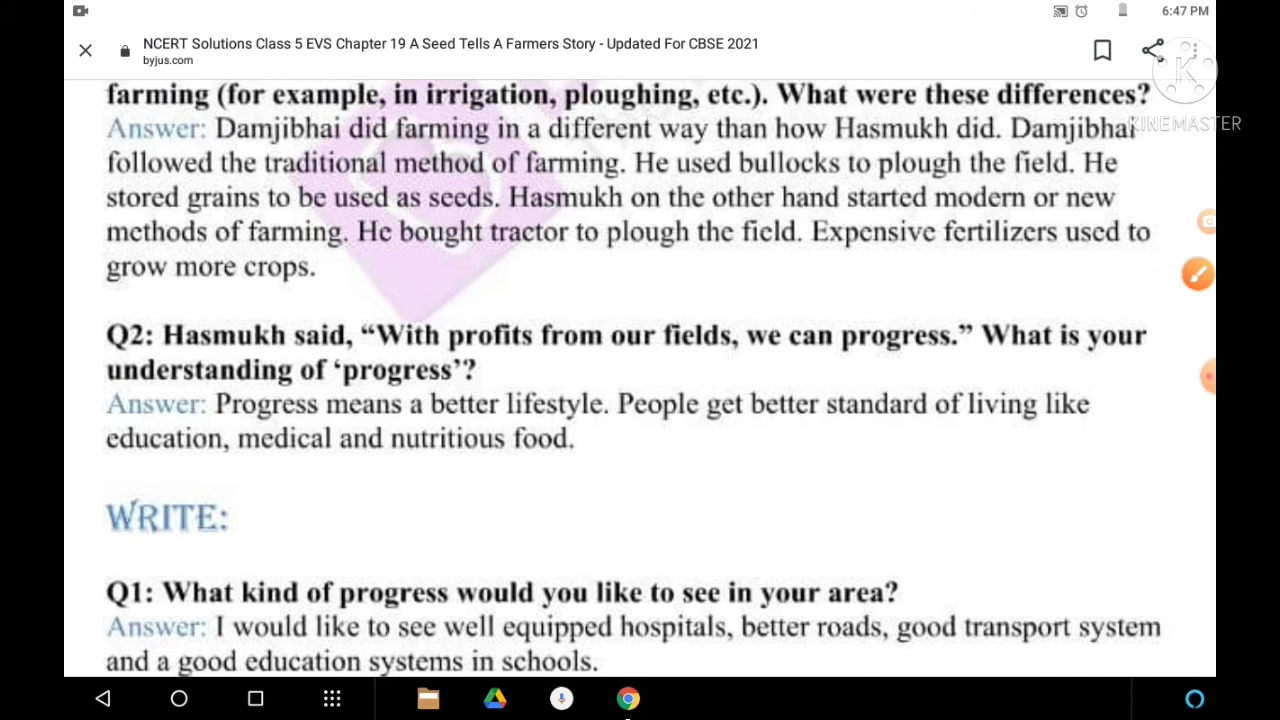 6:47 PM
NCERT Solutions Class 5 EVS Chapter 19 A Seed Tells A Farmers Story - Updated For CBSE 2021
byjus.com
K
KINEMASTER
farming (for example, in irrigation, ploughing, etc.). What were these differences?
Answer: Damjibhai did farming in a different way than how Hasmukh did. Damjibhai
followed the traditional method of farming. He used bullocks to plough the field. He
stored grains to be used as seeds. Hasmukh on the other hand started modern or new
methods of farming. He bought tractor to plough the field. Expensive fertilizers used to
grow more crops.
Q2: Hasmukh said, “With profits from our fields, we can progress.” What is your
understanding of ‘progress’?
Answer: Progress means a better lifestyle. People get better standard of living like
education, medical and nutritious food.
WRITE:
Q1: What kind of progress would you like to see in your area?
Answer: I would like to see well equipped hospitals, better roads, good transport system
and a good education systems in schools.